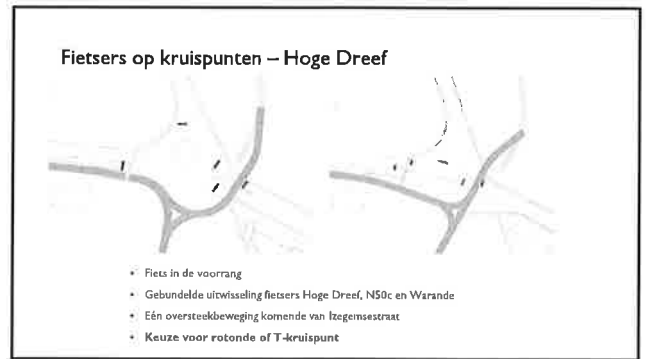 Fietsers op kruispunten – Hoge Dreef
• Fiets in de voorrang
• Gebundelde uitwisseling fietsers Hoge Dreef, N50c en Warande
• Eén oversteekbeweging komende van Izegemsestraat
• Keuze voor rotonde of T-kruispunt